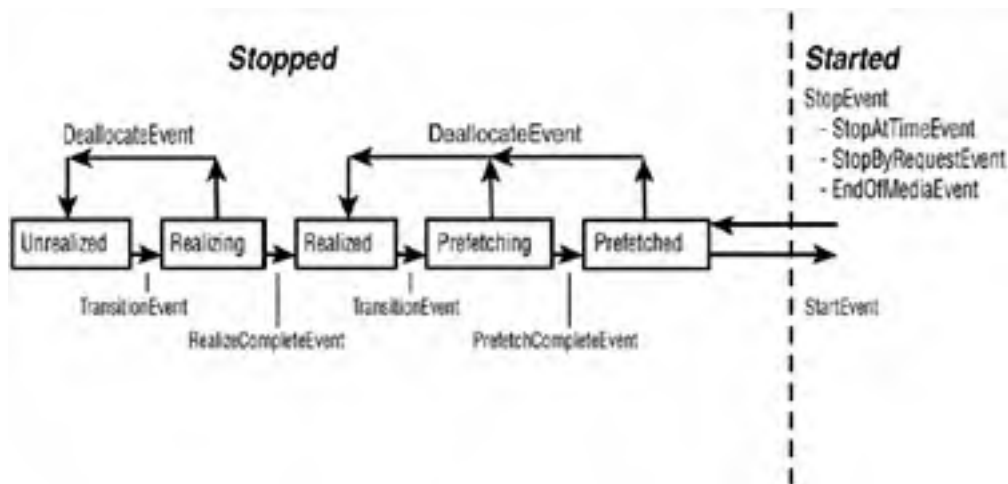 Stopped
Started
StopEvent
- StopAtTimeEvent
- StopByRequestEvent
- EndOfMediaEvent
DeallocateEvent
DeallocateEvent
Unrealized
Realizing
Realized
Prefetching
Prefetched
TransitionEvent
TransitionEvent
StartEvent
RealizeCompleteEvent
PrefetchCompleteEvent